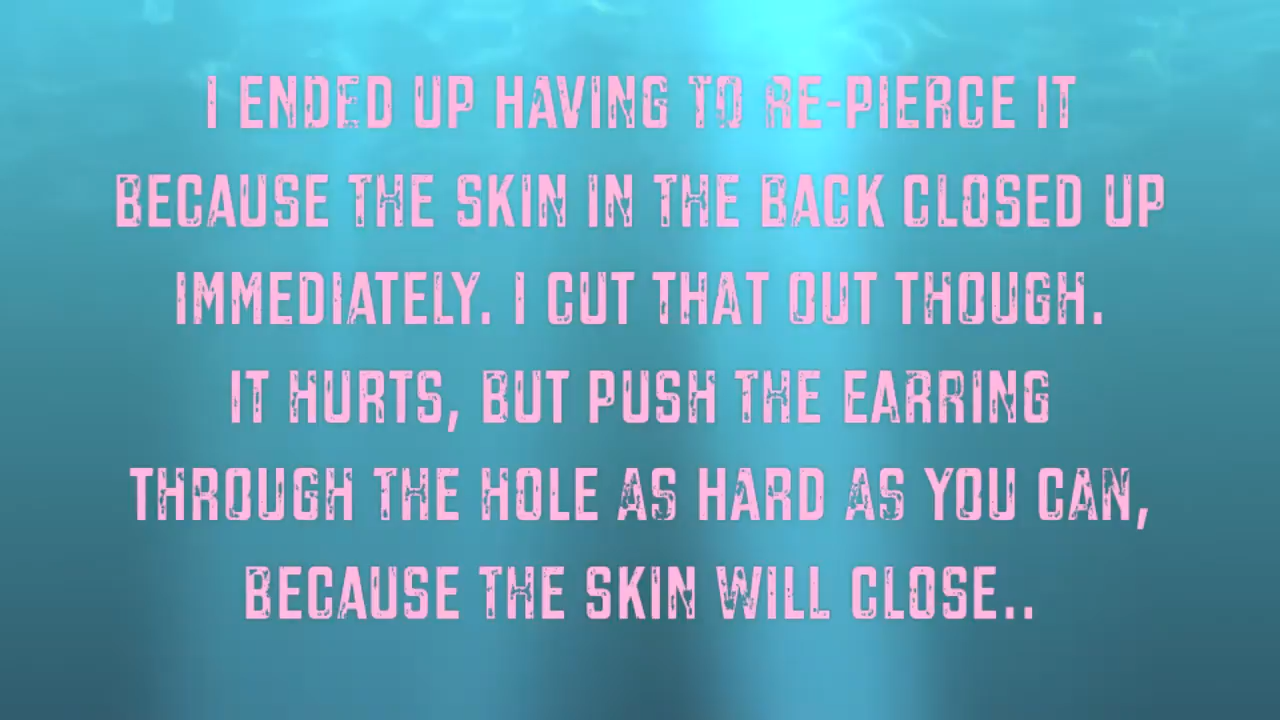 I ENDED UP HAVING TO RE-PIERCE IT
BECAUSE THE SKIN IN THE BACK CLOSED UP
IMMEDIATELY. I CUT THAT OUT THOUGH.
IT HURTS, BUT PUSH THE EARRING
THROUGH THE HOLE AS HARD AS YOU CAN,
BECAUSE THE SKIN WILL CLOSE..